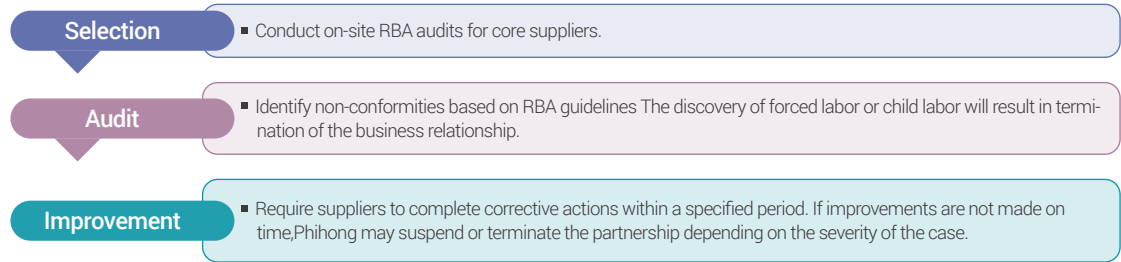 Selection
▪ Conduct on-site RBA audits for core suppliers.
Audit
▪ Identify non-conformities based on RBA guidelines The discovery of forced labor or child labor will result in termi-
nation of the business relationship.
Improvement
▪ Require suppliers to complete corrective actions within a specified period. If improvements are not made on
time,Phihong may suspend or terminate the partnership depending on the severity of the case.